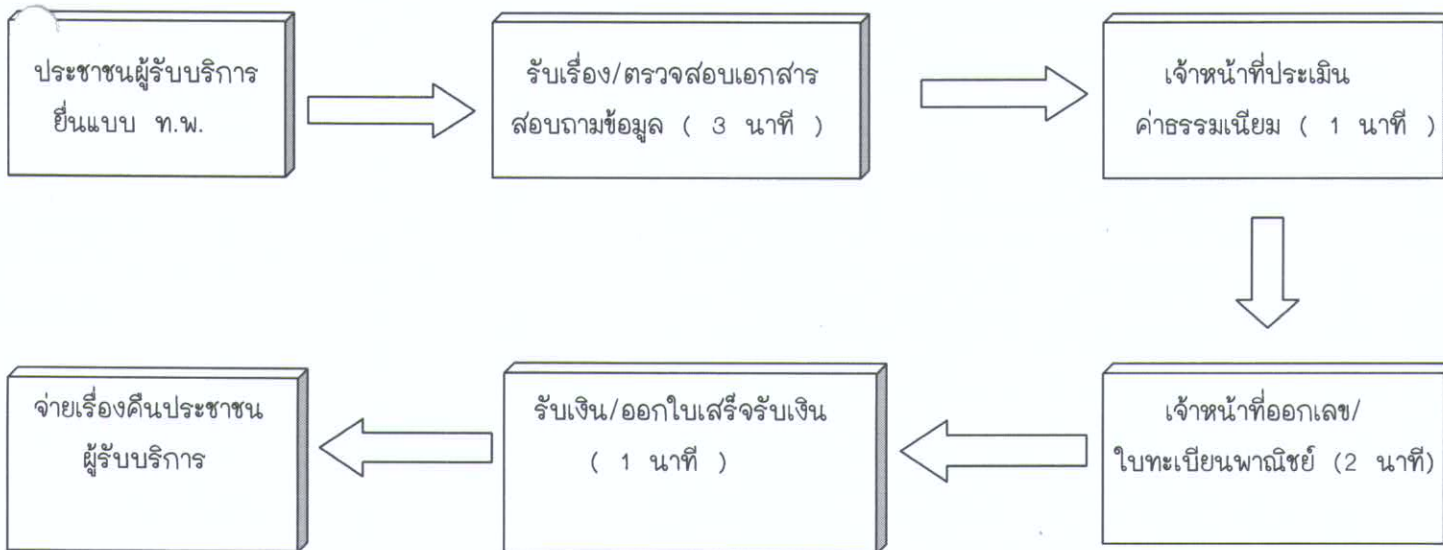 ประชาชนผู้รับบริการ
ยื่นแบบ ท.พ.
รับเรื่อง/ตรวจสอบเอกสาร
สอบถามข้อมูล ( 3 นาที )
เจ้าหน้าที่ประเมิน
ค่าธรรมเนียม ( 1 นาที )
เจ้าหน้าที่ออกเลข/
ใบทะเบียนพาณิชย์ (2 นาที)
รับเงิน/ออกใบเสร็จรับเงิน
( 1 นาที )
จ่ายเรื่องคืนประชาชน
ผู้รับบริการ